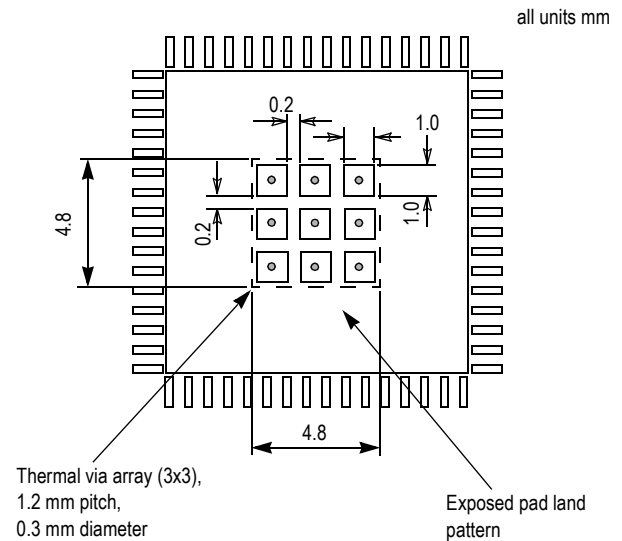 all units mm
0.2
1.0
4.8
0.2
1.0
4.8
Thermal via array (3x3),
1.2 mm pitch,
0.3 mm diameter
Exposed pad land
pattern